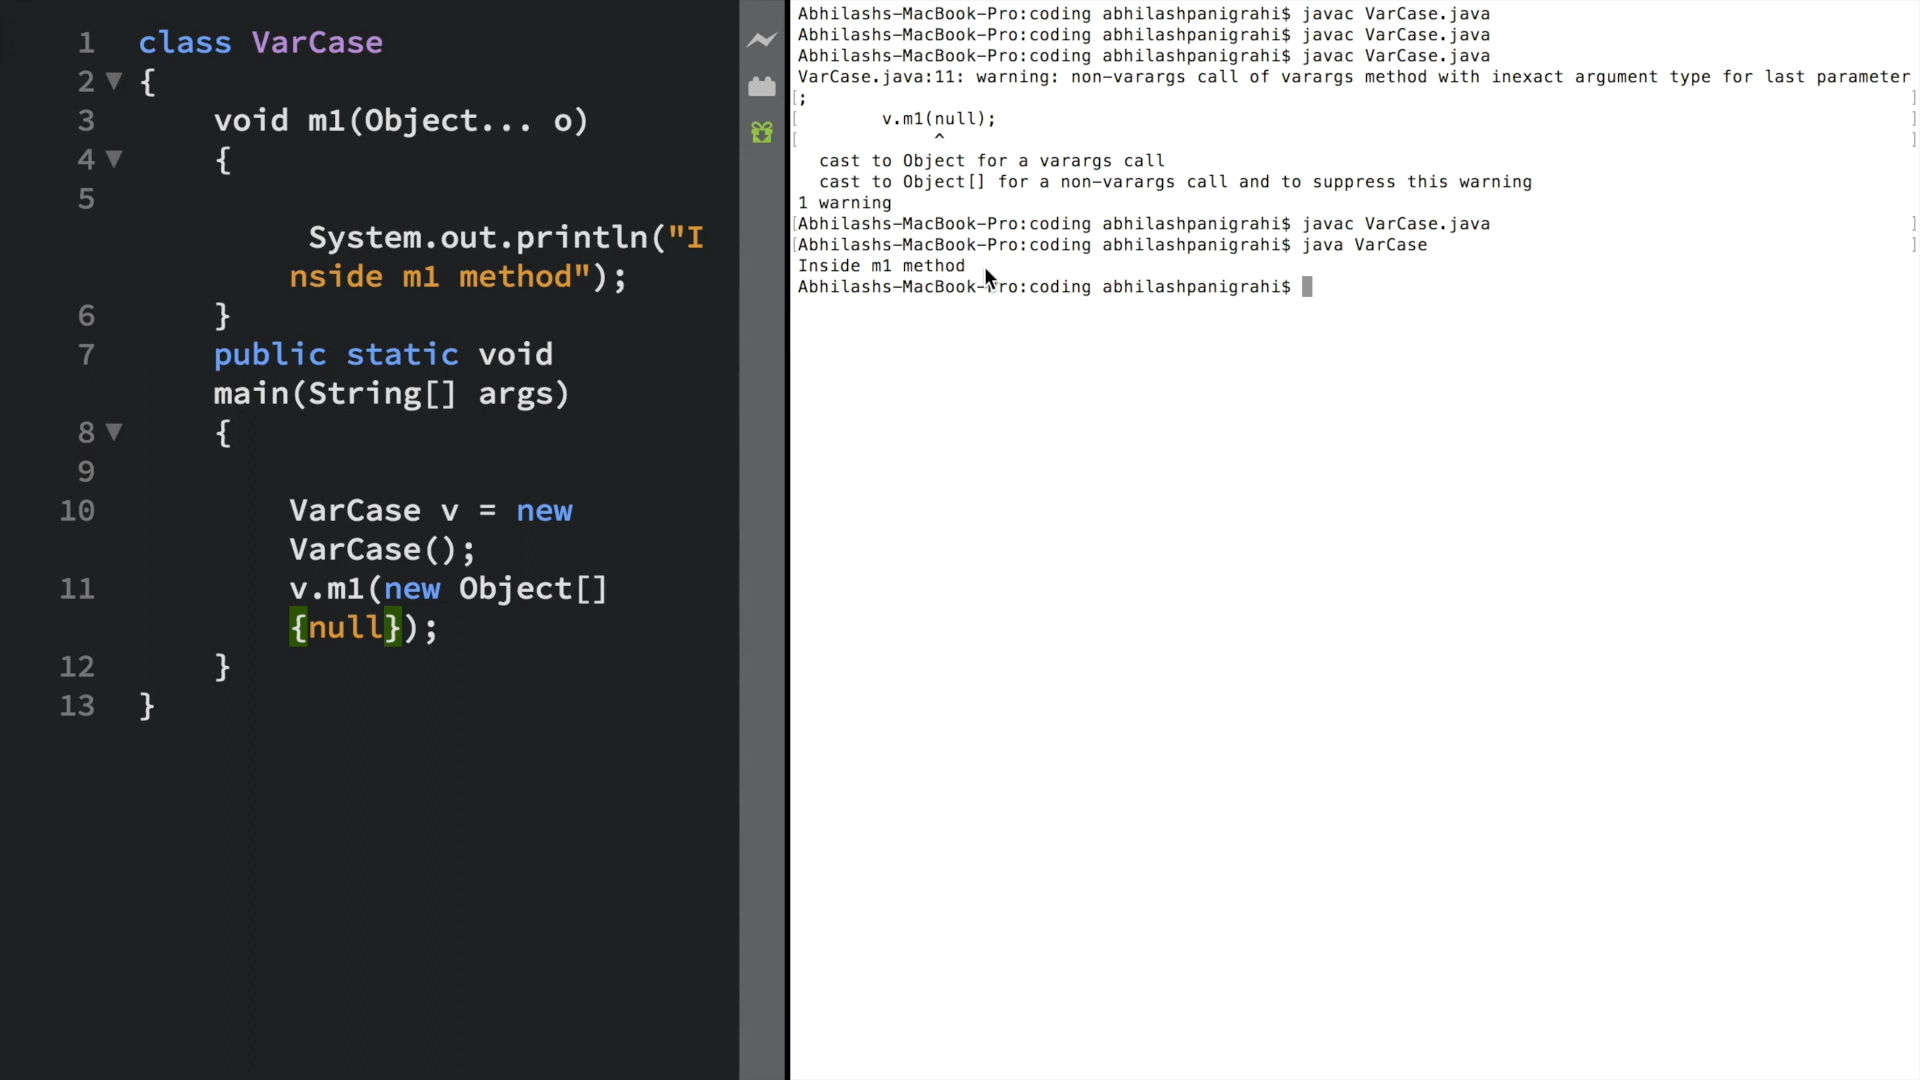 1 class VarCase
2 {
3 void m1(Object... o)
4 {
5
System.out.println("I
nside m1 method");
6 }
7 public static void
main(String[] args)
8 {
9
10 VarCase v = new
VarCase();
11 v.m1(new Object[]
{null});
12 }
13 }
Abhilashs-MacBook-Pro:coding abhilashpanigrahi$ javac VarCase.java
Abhilashs-MacBook-Pro:coding abhilashpanigrahi$ javac VarCase.java
Abhilashs-MacBook-Pro:coding abhilashpanigrahi$ javac VarCase.java
VarCase.java:11: warning: non-varargs call of varargs method with inexact argument type for last parameter
[; ]
[ v.m1(null); ]
[ ^ ]
cast to Object for a varargs call
cast to Object[] for a non-varargs call and to suppress this warning
1 warning
[Abhilashs-MacBook-Pro:coding abhilashpanigrahi$ javac VarCase.java ]
[Abhilashs-MacBook-Pro:coding abhilashpanigrahi$ java VarCase ]
Inside m1 method
Abhilashs-MacBook-Pro:coding abhilashpanigrahi$